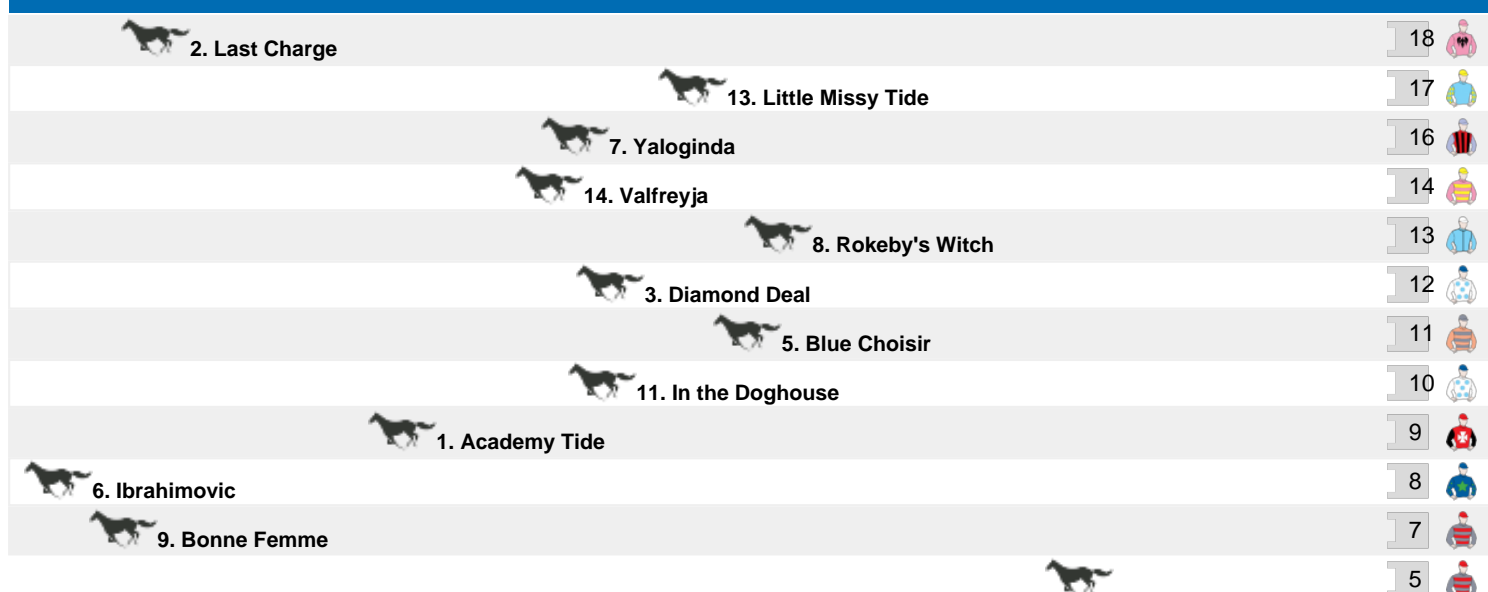 2. Last Charge 18
13. Little Missy Tide 17
7. Yaloginda 16
14. Valfreyja 14
8. Rokeby's Witch 13
3. Diamond Deal 12
5. Blue Choisir 11
11. In the Doghouse 10
1. Academy Tide 9
6. Ibrahimovic 8
9. Bonne Femme 7
5